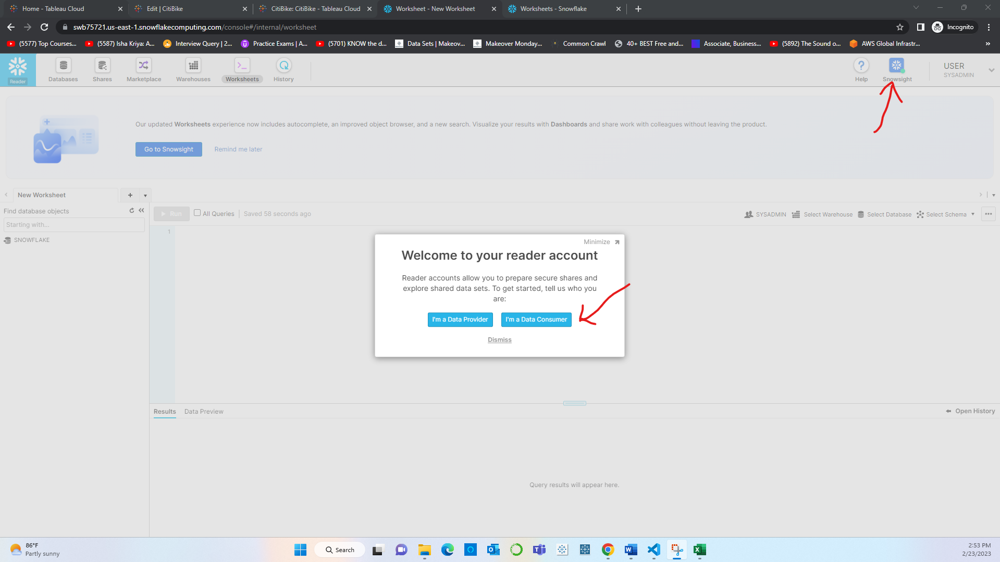 Home - Tableau Cloud
Edit | CitiBike
CitiBike: CitiBike - Tableau Cloud
Worksheet - New Worksheet
Worksheets - Snowflake
swb75721.us-east-1.snowflakecomputing.com/console#/internal/worksheet
Incognito
(5577) Top Courses...
(5587) Isha Kriya: A...
Interview Query | 2...
Practice Exams | A...
(5701) KNOW the d...
Data Sets | Makeov...
Makeover Monday...
Common Crawl
40+ BEST Free and...
Associate, Business...
(5892) The Sound o...
AWS Global Infrastr...
Reader
Databases
Shares
Marketplace
Warehouses
Worksheets
History
Help
Snowsight
USER
SYSADMIN
Our updated Worksheets experience now includes autocomplete, an improved object browser, and a new search. Visualize your results with Dashboards and share work with colleagues without leaving the product.
Go to Snowsight
Remind me later
New Worksheet
Find database objects
Starting with...
SNOWFLAKE
Run
All Queries
Saved 58 seconds ago
SYSADMIN
Select Warehouse
Select Database
Select Schema
1
Minimize
Welcome to your reader account
Reader accounts allow you to prepare secure shares and
explore shared data sets. To get started, tell us who you
are:
I'm a Data Provider
I'm a Data Consumer
Dismiss
Results
Data Preview
Open History
Query results will appear here.
86°F
Partly sunny
Search
2:53 PM
2/23/2023